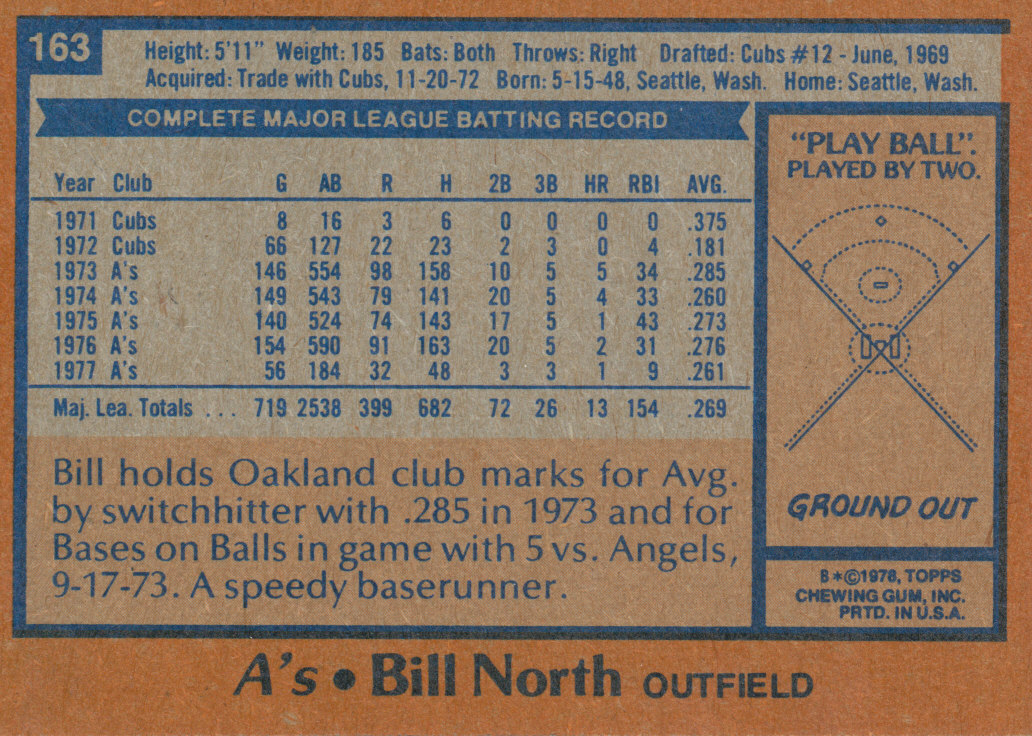 163
Height: 5'11" Weight: 185 Bats: Both Throws: Right Drafted: Cubs #12 - June, 1969
Acquired: Trade with Cubs, 11-20-72 Born: 5-15-48, Seattle, Wash. Home: Seattle, Wash.
COMPLETE MAJOR LEAGUE BATTING RECORD
Year Club G AB R H 2B 3B HR RBI AVG.
1971 Cubs 8 16 3 6 0 0 0 0 .375
1972 Cubs 66 127 22 23 2 3 0 4 .181
1973 A's 146 554 98 158 10 5 5 34 .285
1974 A's 149 543 79 141 20 5 4 33 .260
1975 A's 140 524 74 143 17 5 1 43 .273
1976 A's 154 590 91 163 20 5 2 31 .276
1977 A's 56 184 32 48 3 3 1 9 .261
Maj. Lea. Totals . . . 719 2538 399 682 72 26 13 154 .269
Bill holds Oakland club marks for Avg.
by switchhitter with .285 in 1973 and for
Bases on Balls in game with 5 vs. Angels,
9-17-73. A speedy baserunner.
"PLAY BALL".
PLAYED BY TWO.
GROUND OUT
B*©1978, TOPPS
CHEWING GUM, INC.
PRTD. IN U.S.A.
A's • Bill North OUTFIELD